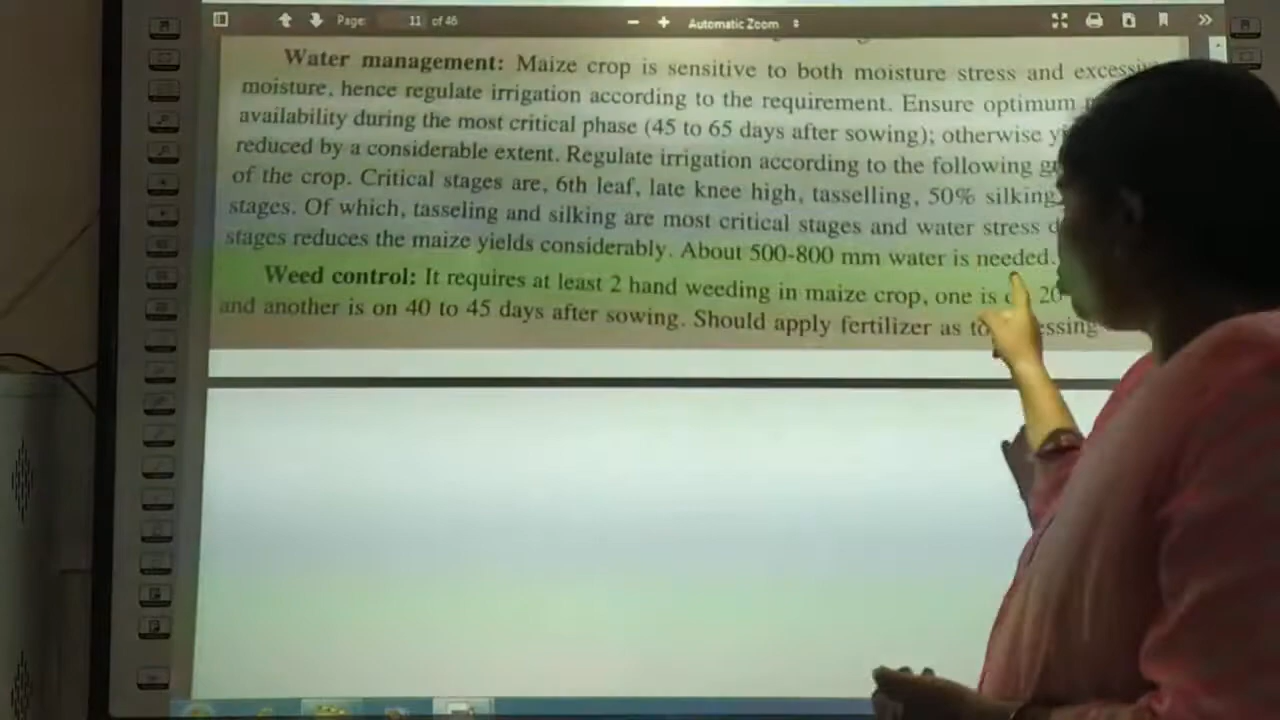 Page: 11 of 46
Automatic Zoom
Water management: Maize crop is sensitive to both moisture stress and
moisture, hence regulate irrigation according to the requirement. Ensure optimum
availability during the most critical phase (45 to 65 days after sowing); otherwise
reduced by a considerable extent. Regulate irrigation according to the following
of the crop. Critical stages are, 6th leaf, late knee high, tasselling, 50% silking
stages. Of which, tasseling and silking are most critical stages and water stress
stages reduces the maize yields considerably. About 500-800 mm water is needed.
Weed control: It requires at least 2 hand weeding in maize crop, one is 20
and another is on 40 to 45 days after sowing. Should apply fertilizer as